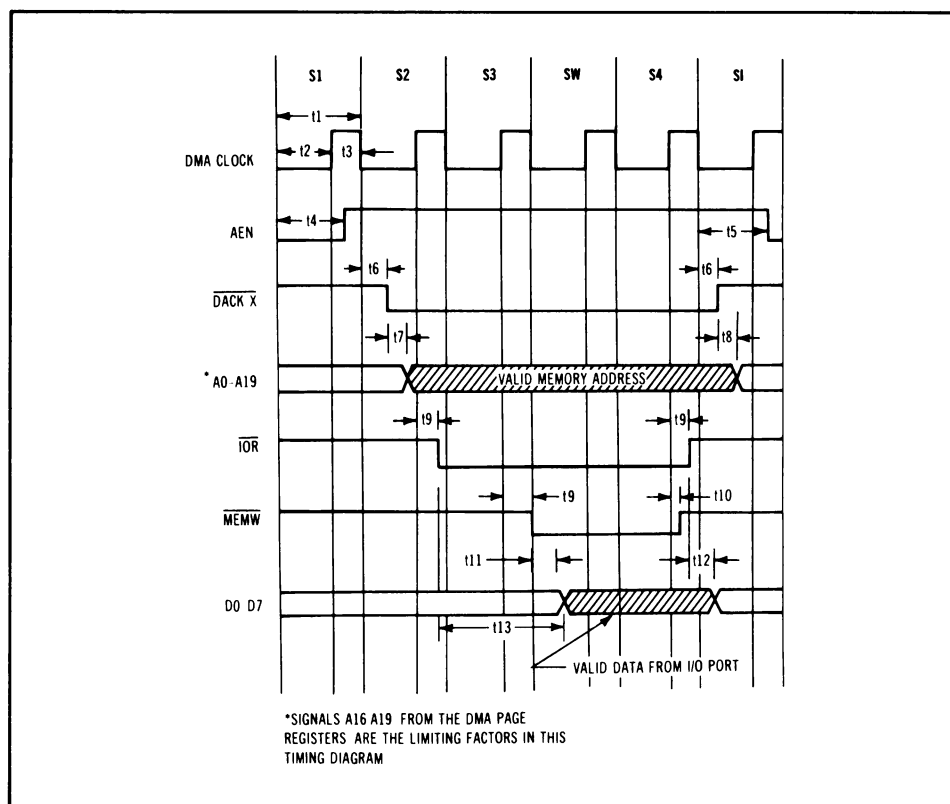 S1 S2 S3 SW S4 SI
t1
t2 t3
DMA CLOCK
t4 t5
AEN
t6 t6
DACK X
t7 t8
* A0-A19 VALID MEMORY ADDRESS
t9 t9
IOR
t9 t10
MEMW
t11 t12
D0 D7
t13
VALID DATA FROM I/O PORT
*SIGNALS A16 A19 FROM THE DMA PAGE
REGISTERS ARE THE LIMITING FACTORS IN THIS
TIMING DIAGRAM